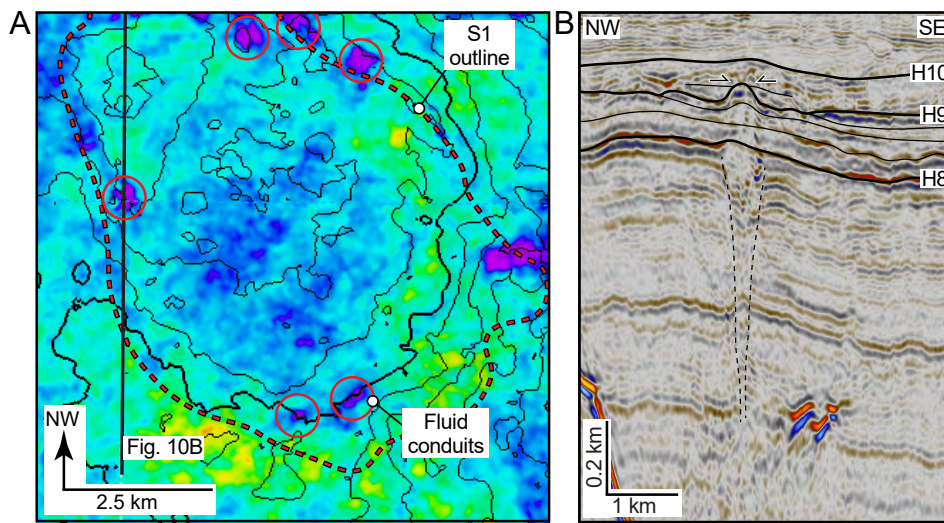 A
S1
outline
NW
Fig. 10B
2.5 km
Fluid
conduits
B
NW
SE
H10
H9
H8
0.2 km
1 km